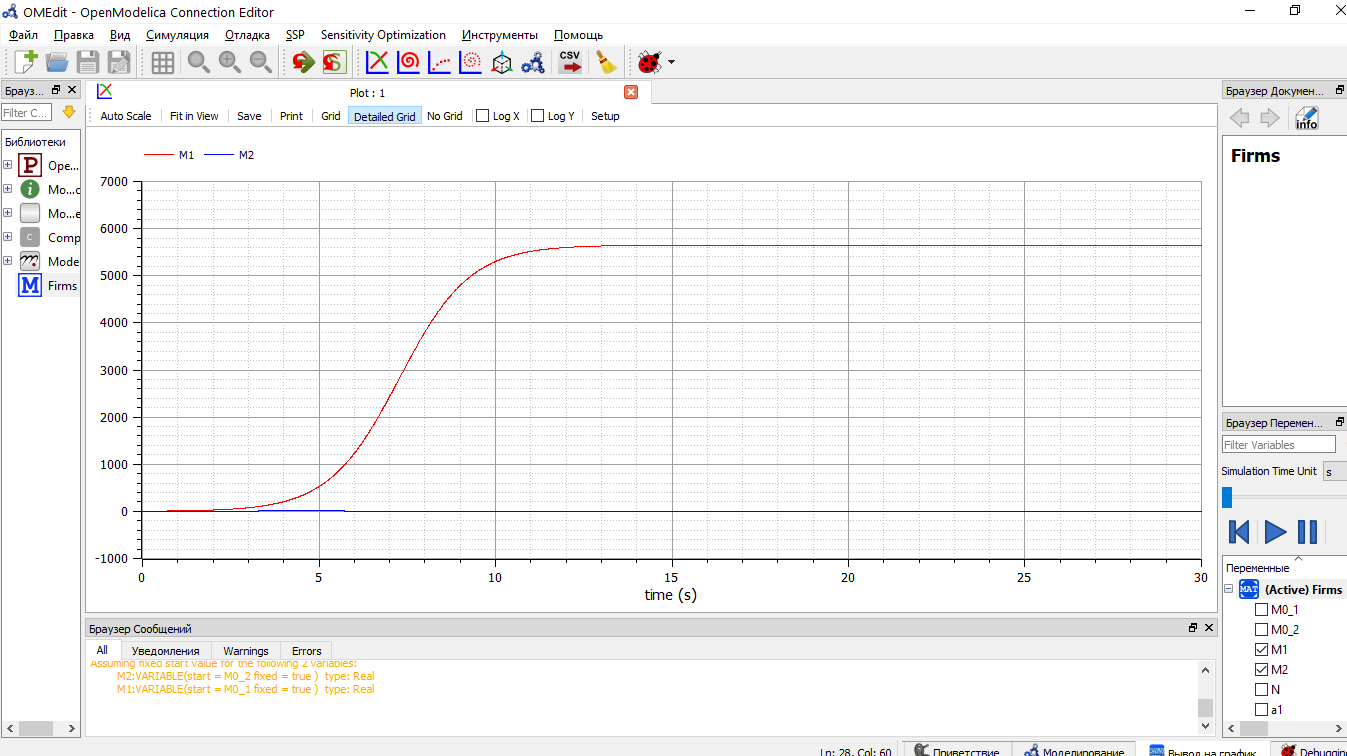 OMEdit - OpenModelica Connection Editor
Файл Правка Вид Симуляция Отладка SSP Sensitivity Optimization Инструменты Помощь
CSV
Брауз...
Filter C...
Библиотеки
P Ope...
i Mo...c
Mo...e
C Comp
Mode
M Firms
Plot : 1
Auto Scale Fit in View Save Print Grid Detailed Grid No Grid Log X Log Y Setup
M1 M2
7000
6000
5000
4000
3000
2000
1000
0
-1000
0 5 10 15 20 25 30
time (s)
Браузер Сообщений
All Уведомления Warnings Errors
Assuming fixed start value for the following 2 variables:
M2:VARIABLE(start = M0_2 fixed = true ) type: Real
M1:VARIABLE(start = M0_1 fixed = true ) type: Real
Браузер Докумен...
info
Firms
Браузер Перемен...
Filter Variables
Simulation Time Unit s
Переменные
MAT (Active) Firms
M0_1
M0_2
M1
M2
N
a1
Ln: 28, Col: 60 Приветствие Моделирование Вывод на график Debugging